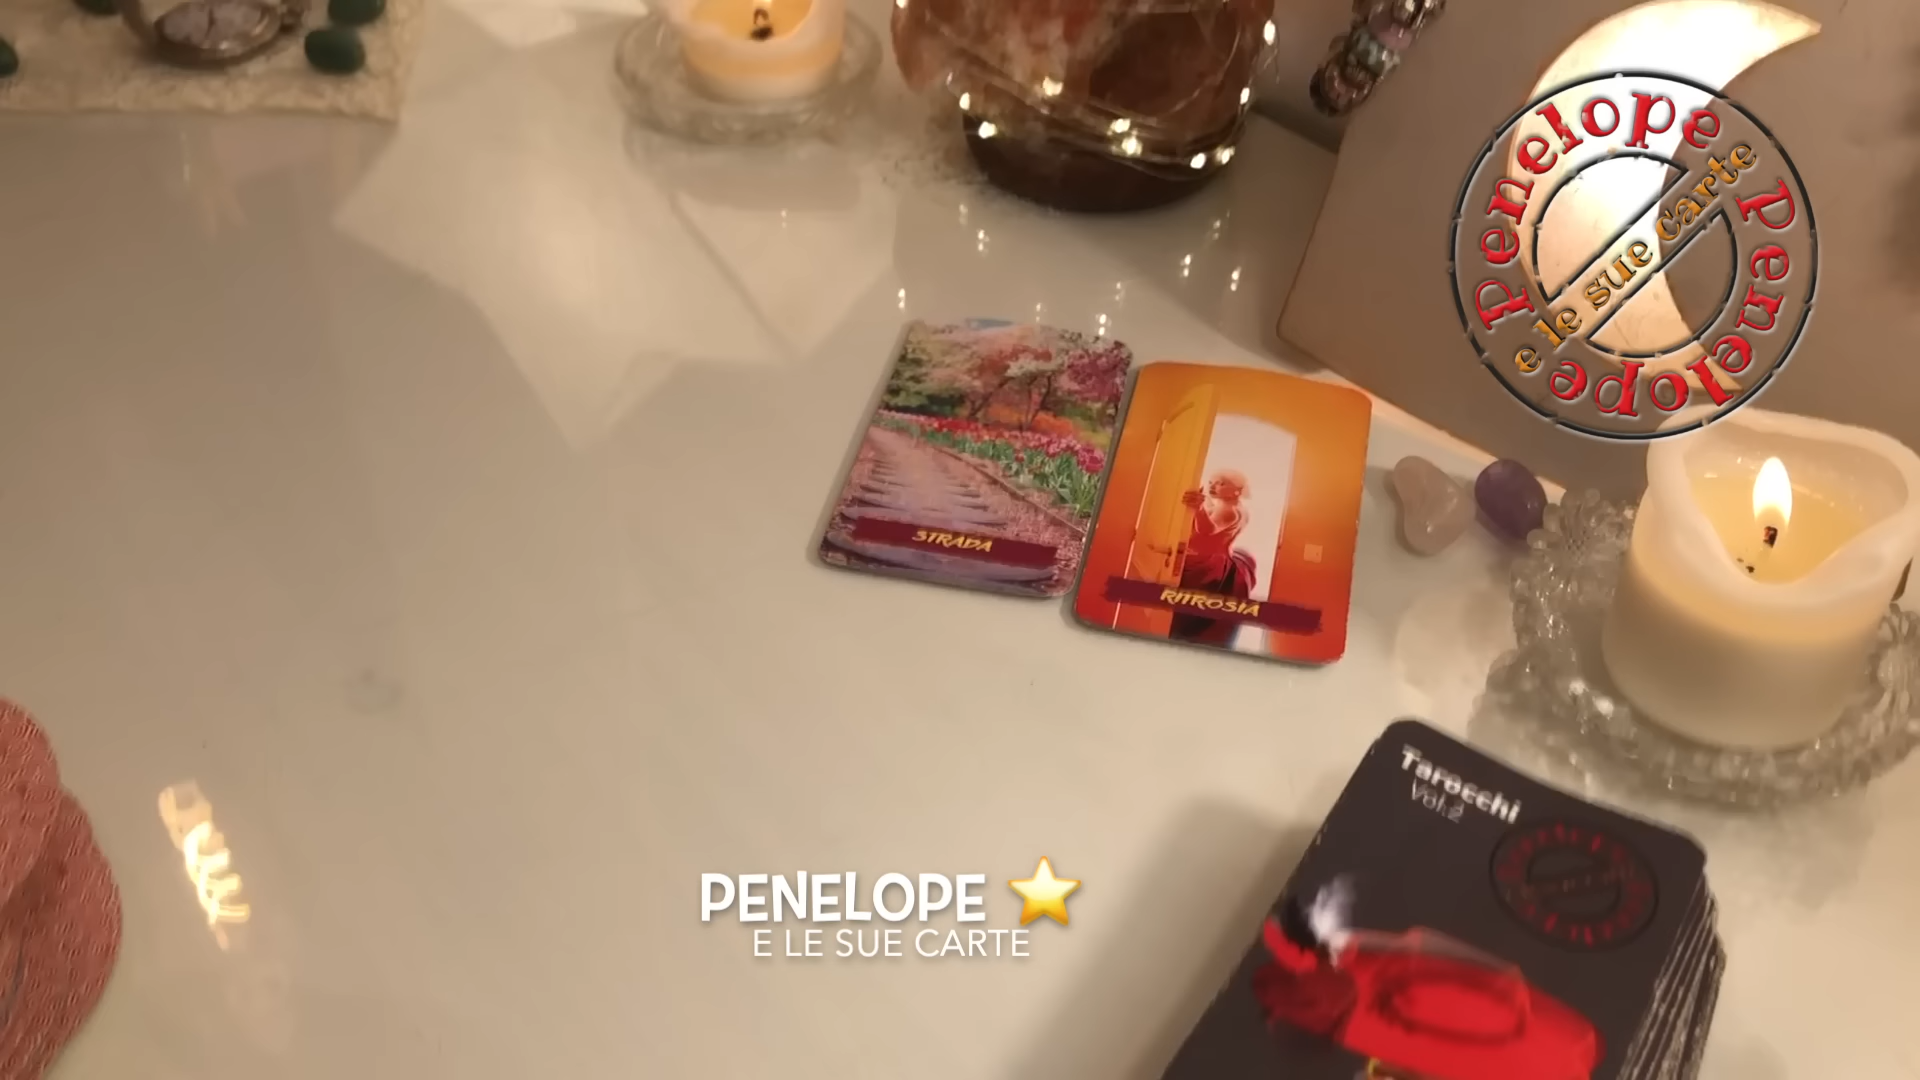 Penelope Penelope
e le sue carte
STRADA
RITROSIA
Tarocchi
Vol.2
PENELOPE ⭐
E LE SUE CARTE